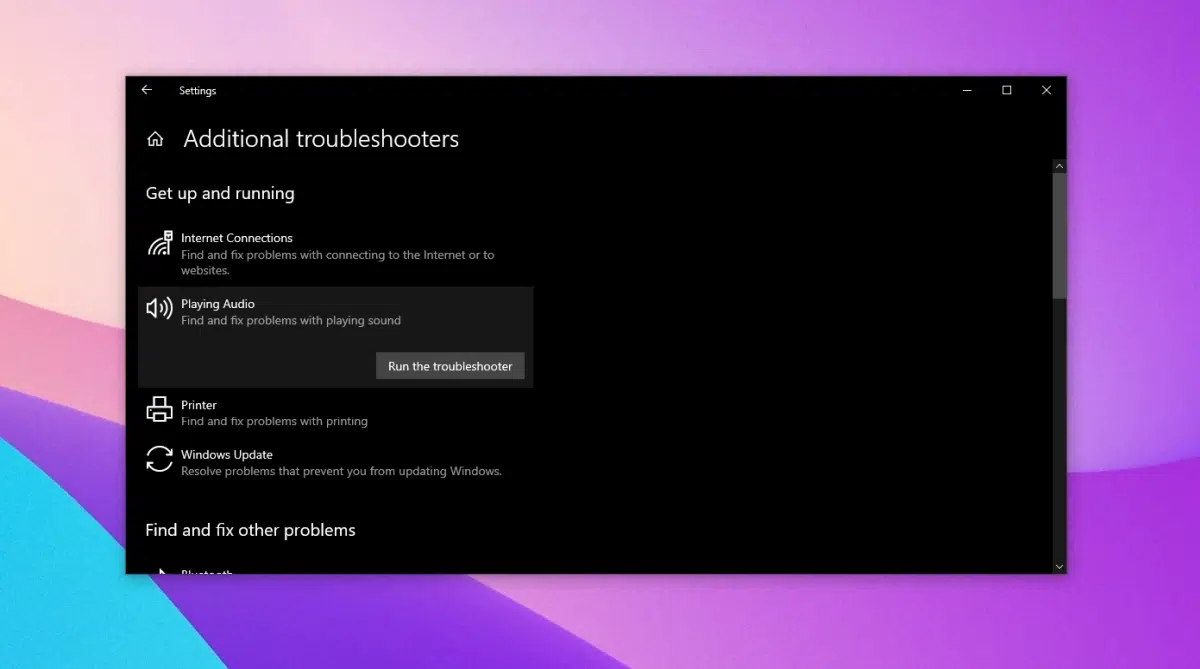 Settings
Additional troubleshooters
Get up and running
Internet Connections
Find and fix problems with connecting to the Internet or to
websites.
Playing Audio
Find and fix problems with playing sound
Run the troubleshooter
Printer
Find and fix problems with printing
Windows Update
Resolve problems that prevent you from updating Windows.
Find and fix other problems
Bluetooth